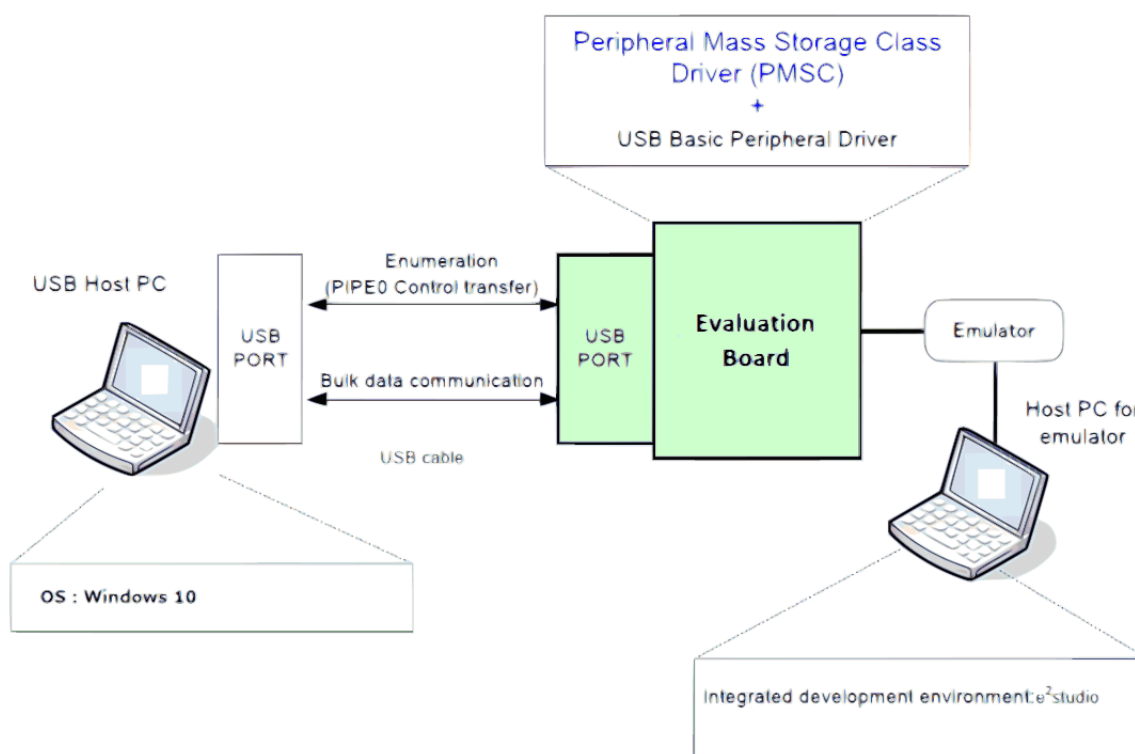 Peripheral Mass Storage Class
Driver (PMSC)
+
USB Basic Peripheral Driver
USB Host PC
USB
PORT
Enumeration
(PIPE0 Control transfer)
Bulk data communication
USB cable
USB
PORT
Evaluation
Board
Emulator
Host PC for
emulator
OS : Windows 10
Integrated development environment:e²studio